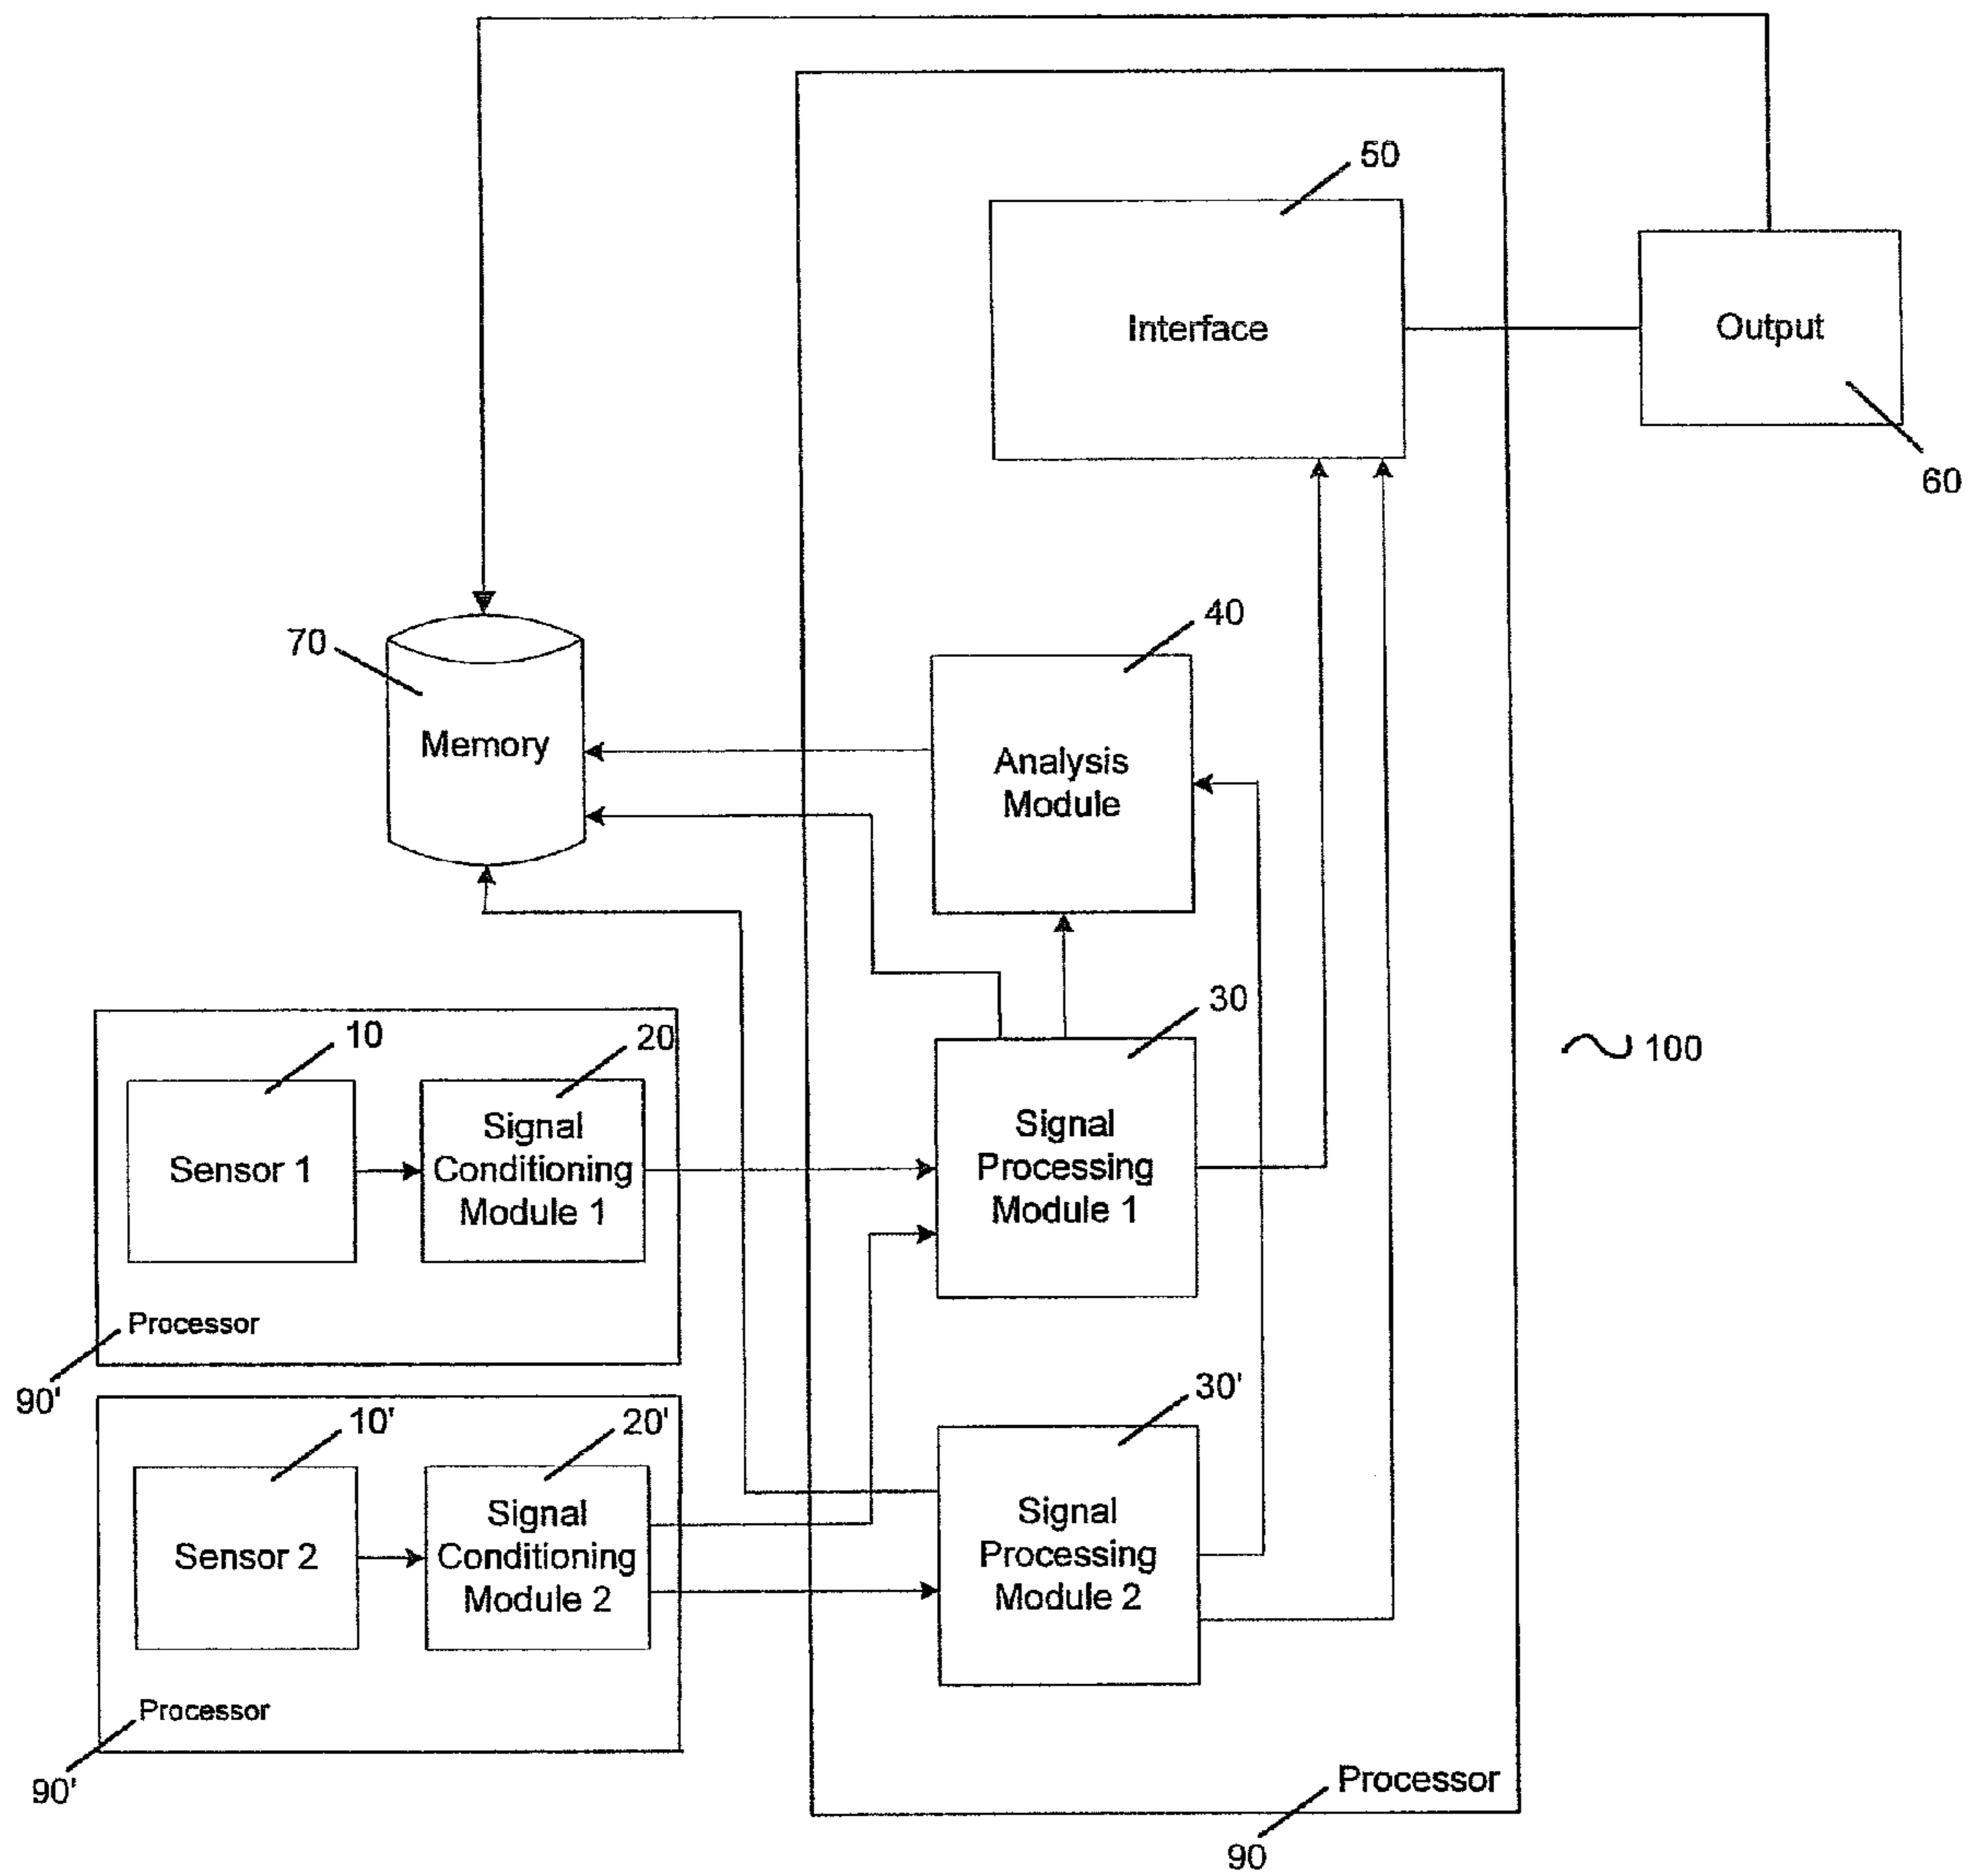 50
Interface
Output
60
40
70
Memory
Analysis
Module
30
100
10
20
Sensor 1
Signal
Conditioning
Module 1
Signal
Processing
Module 1
Processor
90'
30'
10'
20'
Sensor 2
Signal
Conditioning
Module 2
Signal
Processing
Module 2
Processor
90'
Processor
90